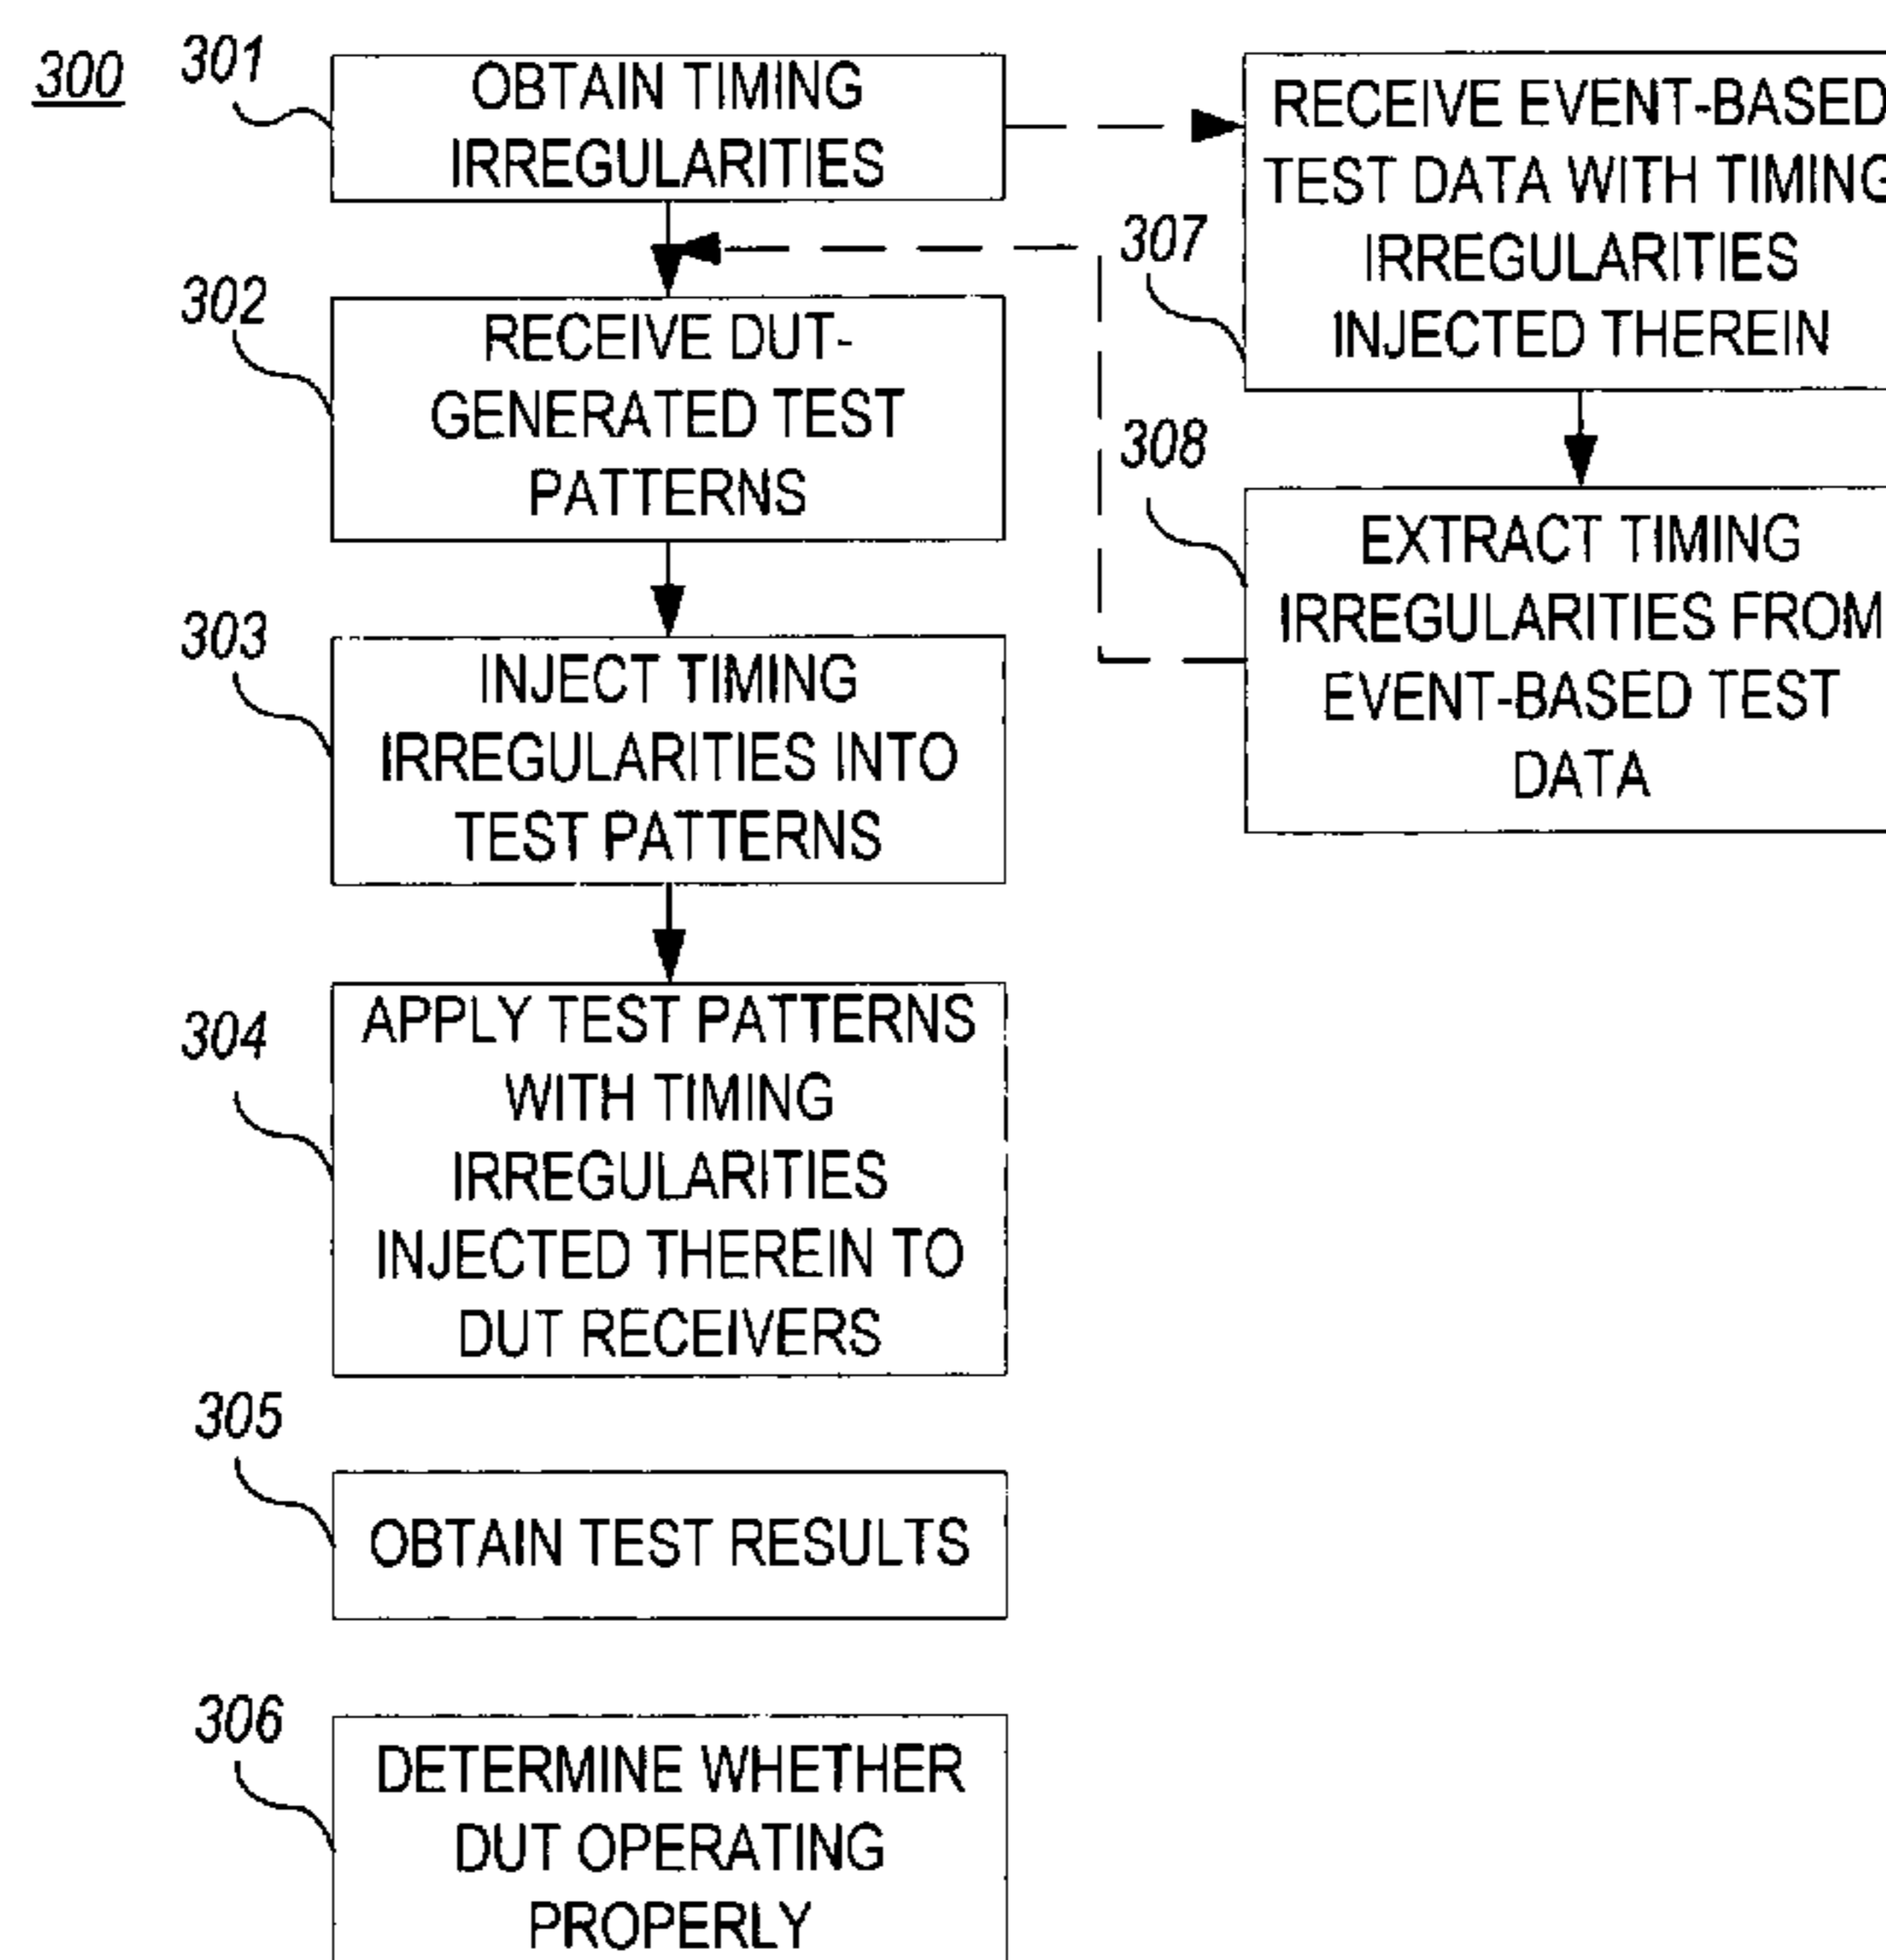 300
301
OBTAIN TIMING
IRREGULARITIES
302
RECEIVE DUT-
GENERATED TEST
PATTERNS
303
INJECT TIMING
IRREGULARITIES INTO
TEST PATTERNS
304
APPLY TEST PATTERNS
WITH TIMING
IRREGULARITIES
INJECTED THEREIN TO
DUT RECEIVERS
305
OBTAIN TEST RESULTS
306
DETERMINE WHETHER
DUT OPERATING
PROPERLY
307
RECEIVE EVENT-BASED
TEST DATA WITH TIMING
IRREGULARITIES
INJECTED THEREIN
308
EXTRACT TIMING
IRREGULARITIES FROM
EVENT-BASED TEST
DATA